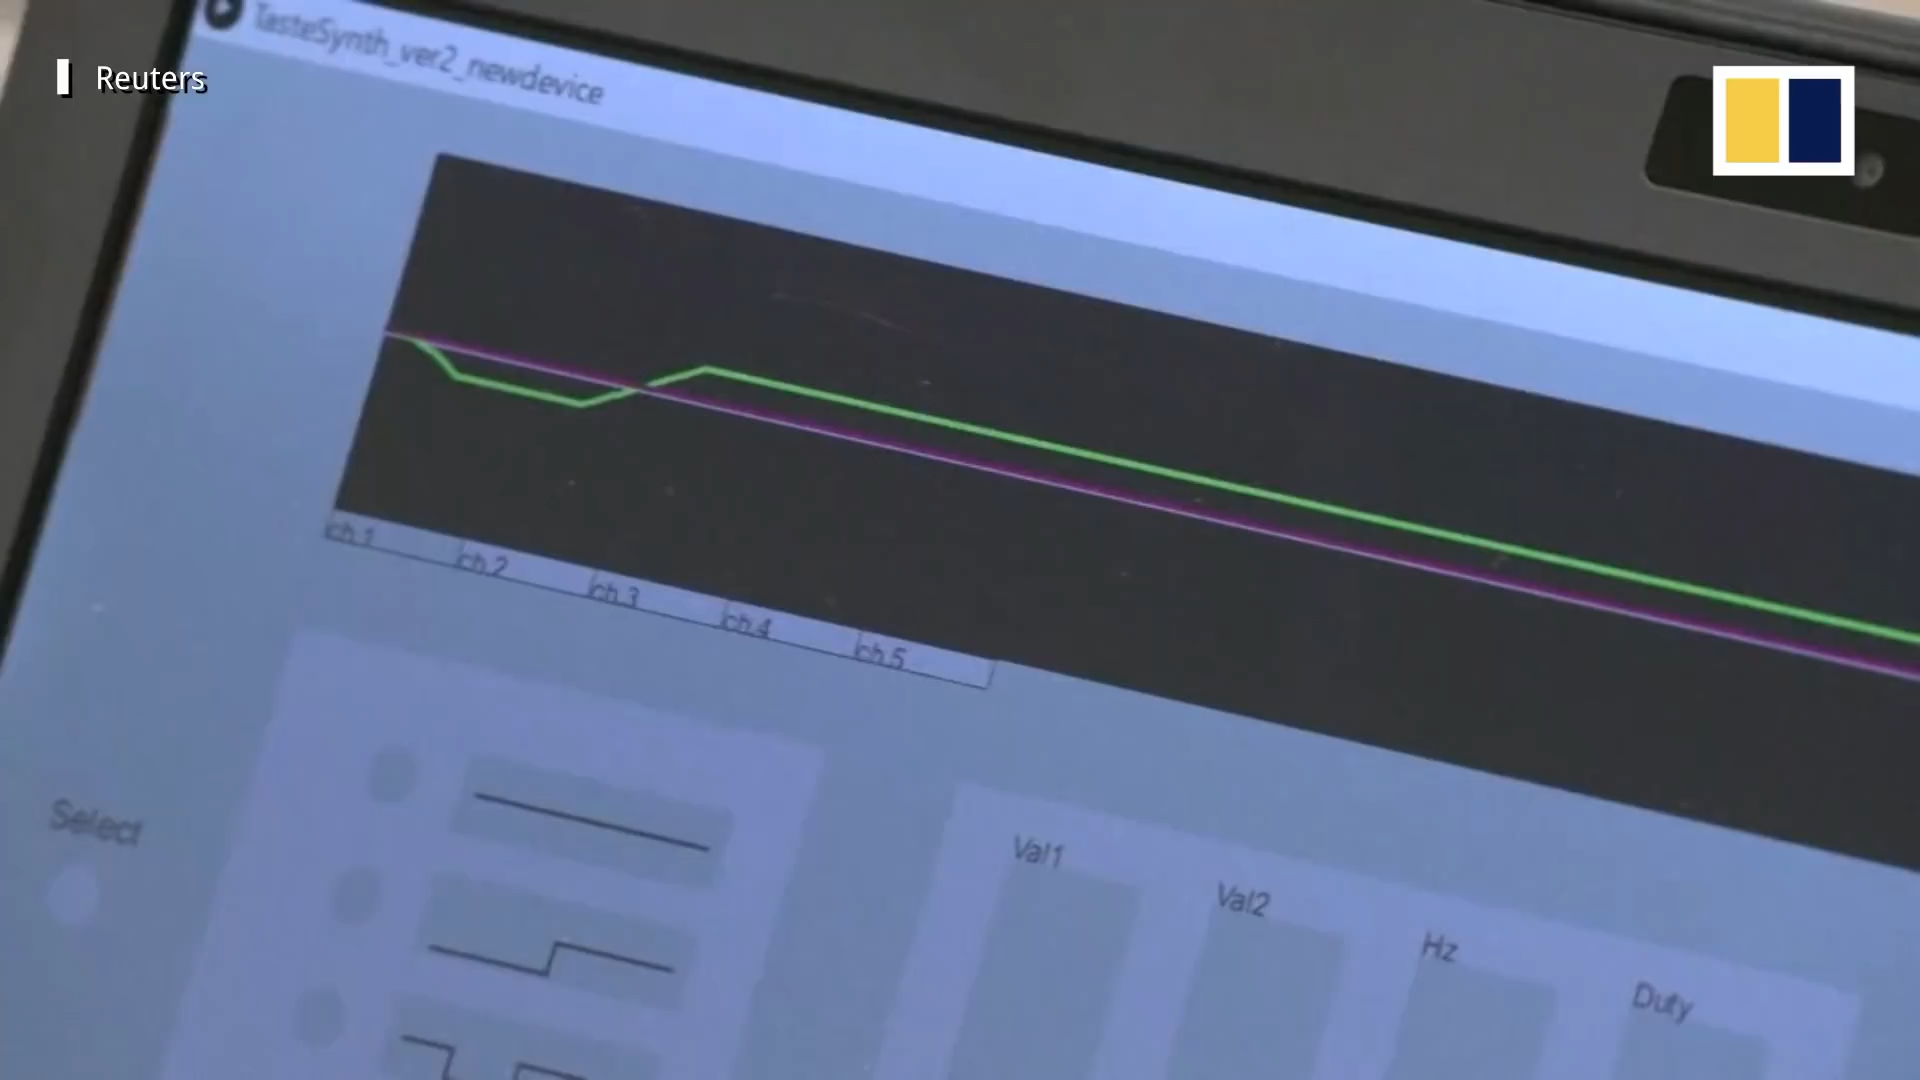 TasteSynth_ver2_newdevice
Reuters
ch.1
ch.2
ch.3
ch.4
ch.5
Select
Val1
Val2
Hz
Duty